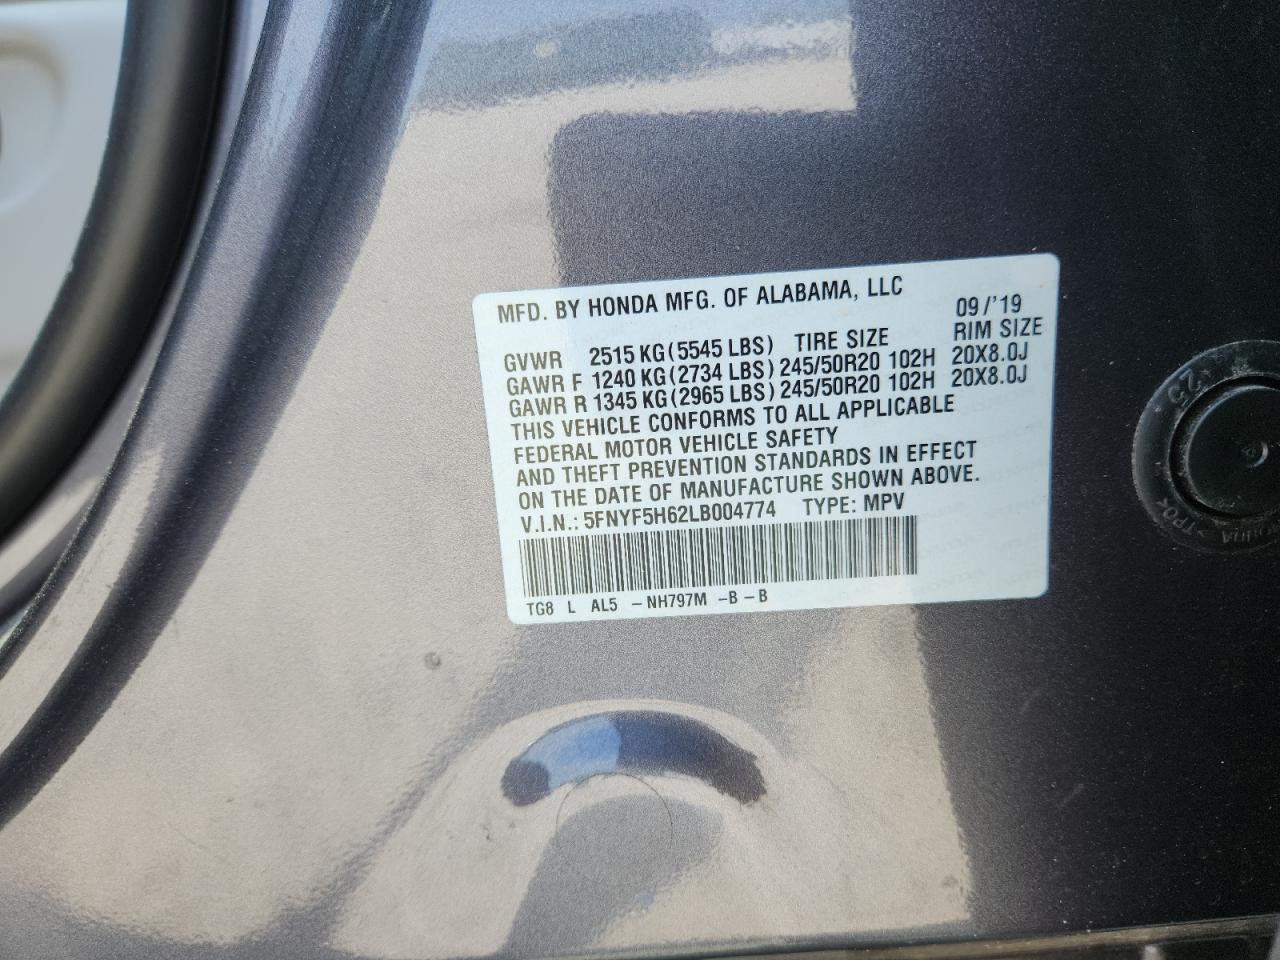 MFD. BY HONDA MFG. OF ALABAMA, LLC 09/'19
GVWR 2515 KG (5545 LBS) TIRE SIZE RIM SIZE
GAWR F 1240 KG (2734 LBS) 245/50R20 102H 20X8.0J
GAWR R 1345 KG (2965 LBS) 245/50R20 102H 20X8.0J
THIS VEHICLE CONFORMS TO ALL APPLICABLE
FEDERAL MOTOR VEHICLE SAFETY
AND THEFT PREVENTION STANDARDS IN EFFECT
ON THE DATE OF MANUFACTURE SHOWN ABOVE.
V.I.N.: 5FNYF5H62LB004774 TYPE: MPV
TG8 L AL5 -NH797M -B -B
25
>TPO<